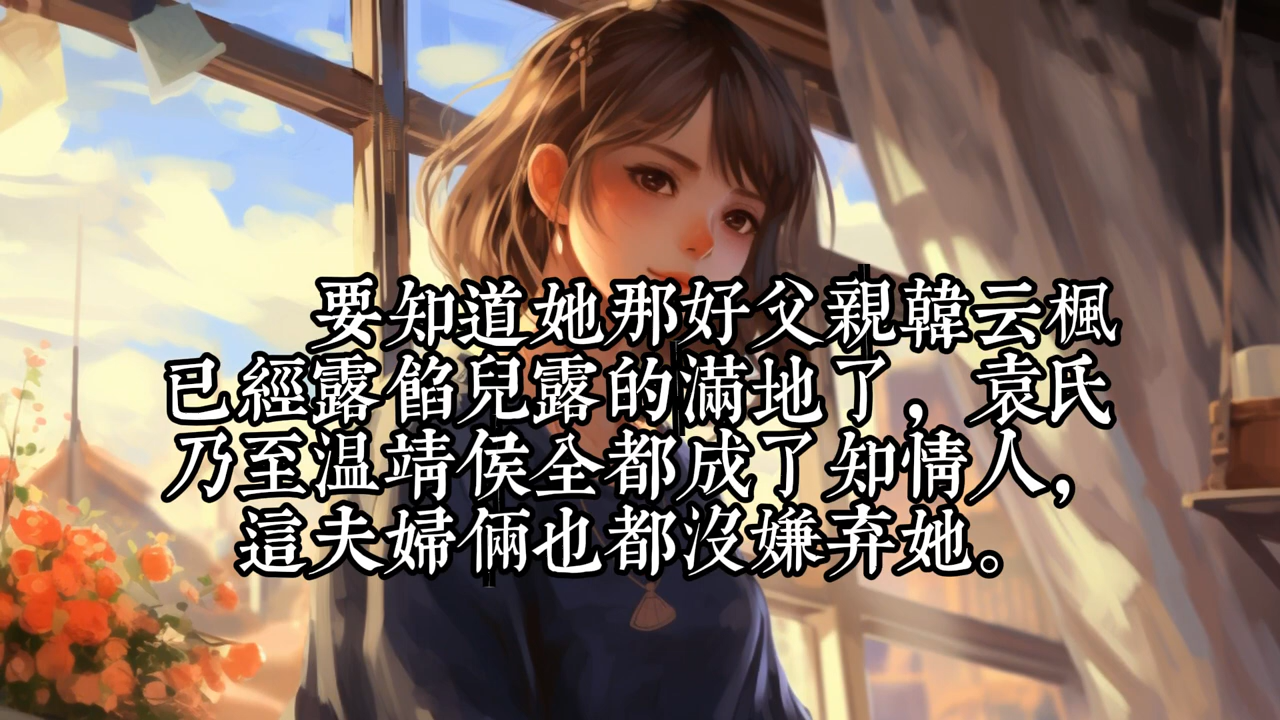 要知道她那好父親韓云楓
已經露餡兒露的滿地了，袁氏
乃至温靖侯全都成了知情人，
這夫婦倆也都沒嫌弃她。